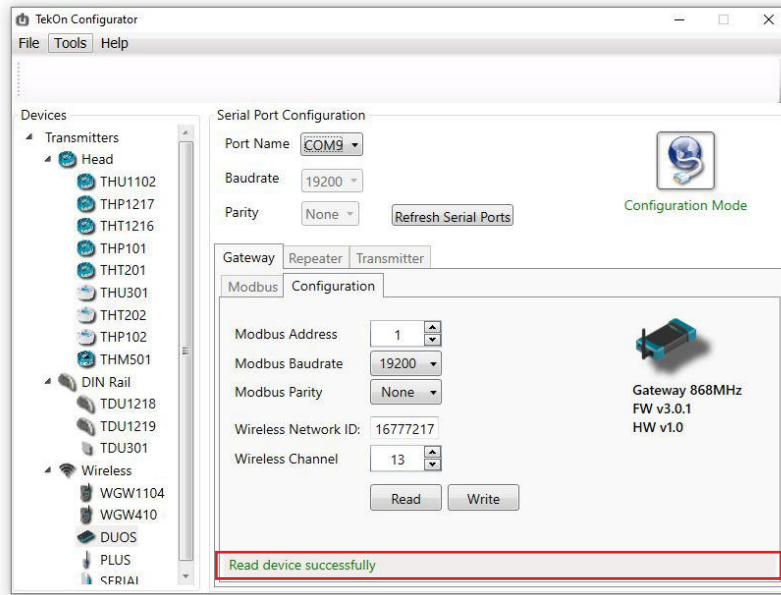 TekOn Configurator
File Tools Help
Devices
Transmitters
Head
THU1102
THP1217
THT1216
THP101
THT201
THU301
THT202
THP102
THM501
DIN Rail
TDU1218
TDU1219
TDU301
Wireless
WGW1104
WGW410
DUOS
PLUS
SERIAL
Serial Port Configuration
Port Name COM9
Baudrate 19200
Parity None Refresh Serial Ports
Configuration Mode
Gateway Repeater Transmitter
Modbus Configuration
Modbus Address 1
Modbus Baudrate 19200
Modbus Parity None
Wireless Network ID: 16777217
Wireless Channel 13
Read Write
Gateway 868MHz
FW v3.0.1
HW v1.0
Read device successfully